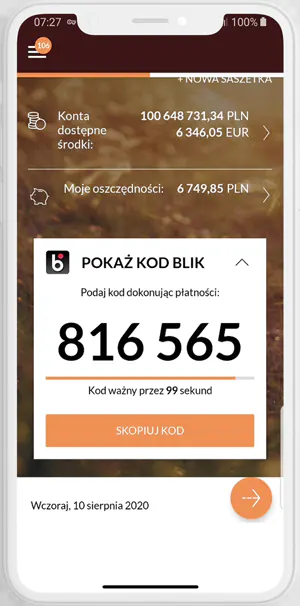 07:27 100%
106
+ NOWA SASZETKA
Konta 100 648 731,34 PLN
dostępne 6 346,05 EUR
środki:
Moje oszczędności: 6 749,85 PLN
POKAŻ KOD BLIK
Podaj kod dokonując płatności:
816 565
Kod ważny przez 99 sekund
SKOPIUJ KOD
Wczoraj, 10 sierpnia 2020